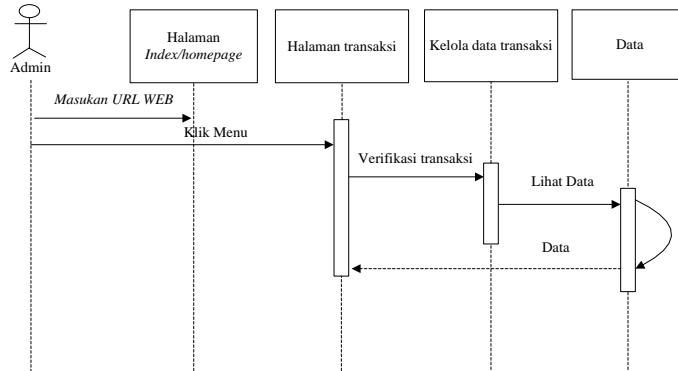 Admin
Halaman
Index/homepage
Halaman transaksi
Kelola data transaksi
Data
Masukan URL WEB
Klik Menu
Verifikasi transaksi
Lihat Data
Data